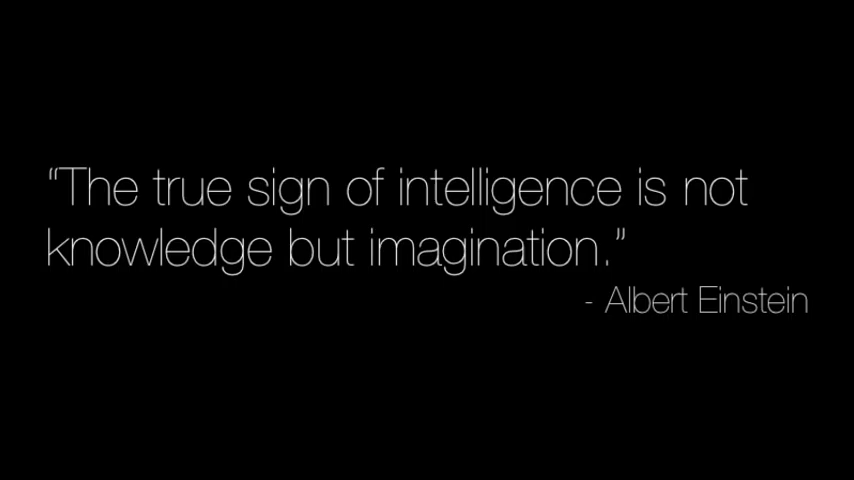 “The true sign of intelligence is not
knowledge but imagination.”
- Albert Einstein